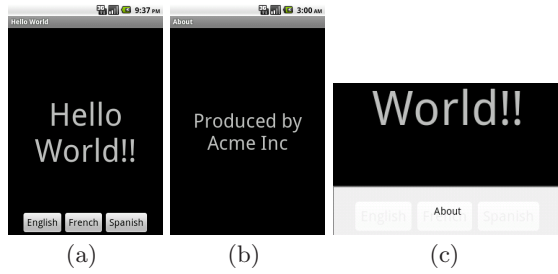 9:37 PM
Hello World
Hello
World!!
English French Spanish
(a)
3:00 AM
About
Produced by
Acme Inc
(b)
World!!
English French Spanish
About
(c)